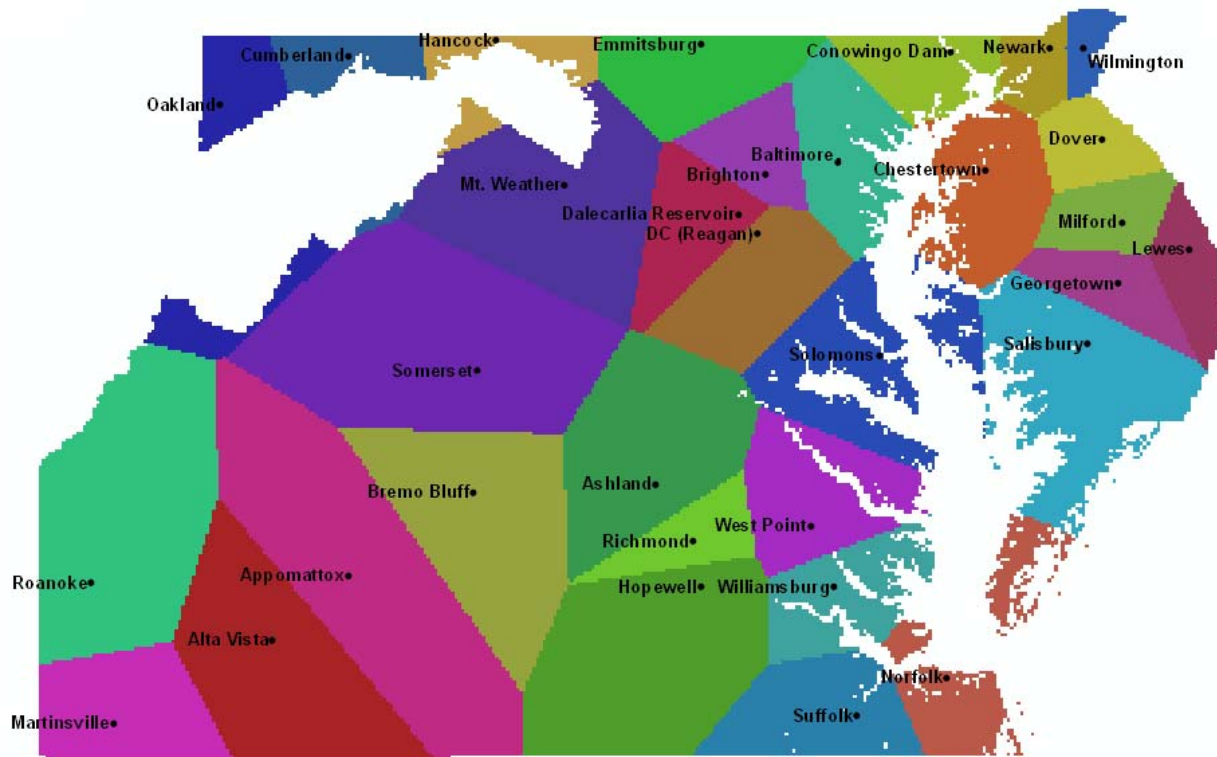 Hancock
Emmitsburg
Newark
Cumberland
Conowingo Dam
Wilmington
Oakland
Dover
Baltimore
Chestertown
Brighton
Mt. Weather
Dalecarlia Reservoir
Milford
DC (Reagan)
Lewes
Georgetown
Salisbury
Solomons
Somerset
Ashland
Bremo Bluff
West Point
Richmond
Appomattox
Roanoke
Hopewell
Williamsburg
Alta Vista
Norfolk
Suffolk
Martinsville